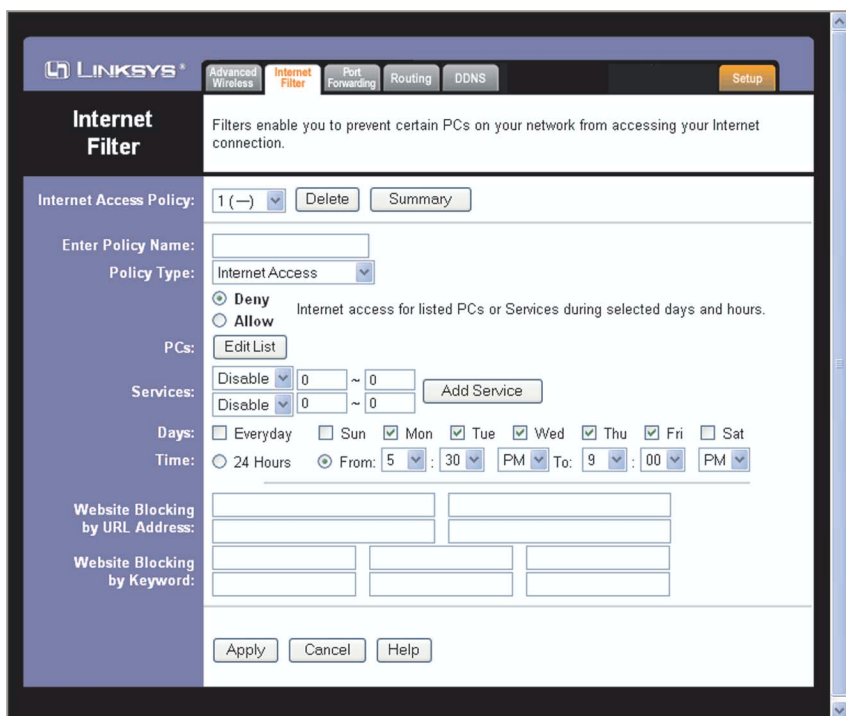 LINKSYS®
Advanced Wireless
Internet Filter
Port Forwarding
Routing
DDNS
Setup
Internet Filter
Filters enable you to prevent certain PCs on your network from accessing your Internet
connection.
Internet Access Policy:
1 (—)
Delete
Summary
Enter Policy Name:
Policy Type:
Internet Access
Deny
Allow
Internet access for listed PCs or Services during selected days and hours.
PCs:
Edit List
Services:
Disable 0 ~ 0
Disable 0 ~ 0
Add Service
Days:
Everyday Sun Mon Tue Wed Thu Fri Sat
Time:
24 Hours From: 5 : 30 PM To: 9 : 00 PM
Website Blocking
by URL Address:
Website Blocking
by Keyword:
Apply Cancel Help